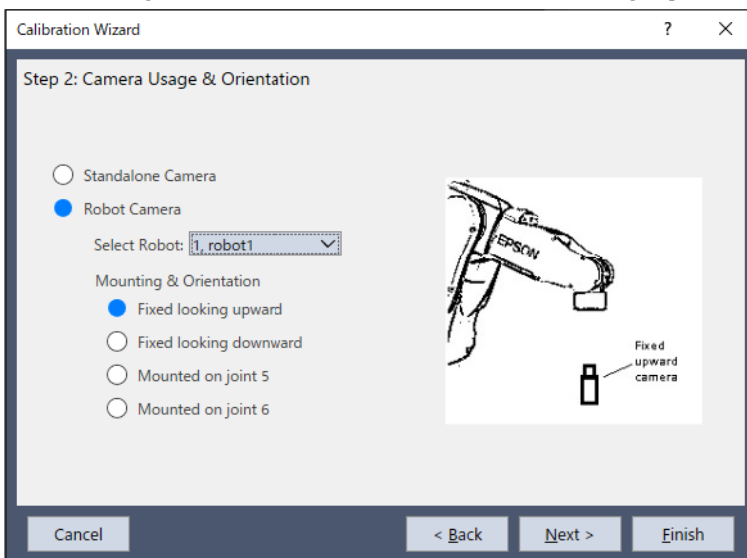 Calibration Wizard
Step 2: Camera Usage & Orientation
Standalone Camera
Robot Camera
Select Robot: 1, robot1
Mounting & Orientation
Fixed looking upward
Fixed looking downward
Mounted on joint 5
Mounted on joint 6
EPSON
Fixed
upward
camera
Cancel
< Back
Next >
Finish